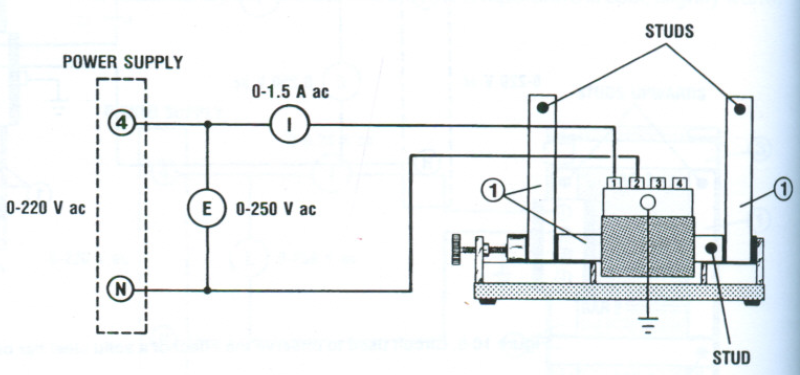 STUDS
POWER SUPPLY
0-1.5 A ac
4
I
1 2 3 4
1
1
0-220 V ac
E
0-250 V ac
N
STUD